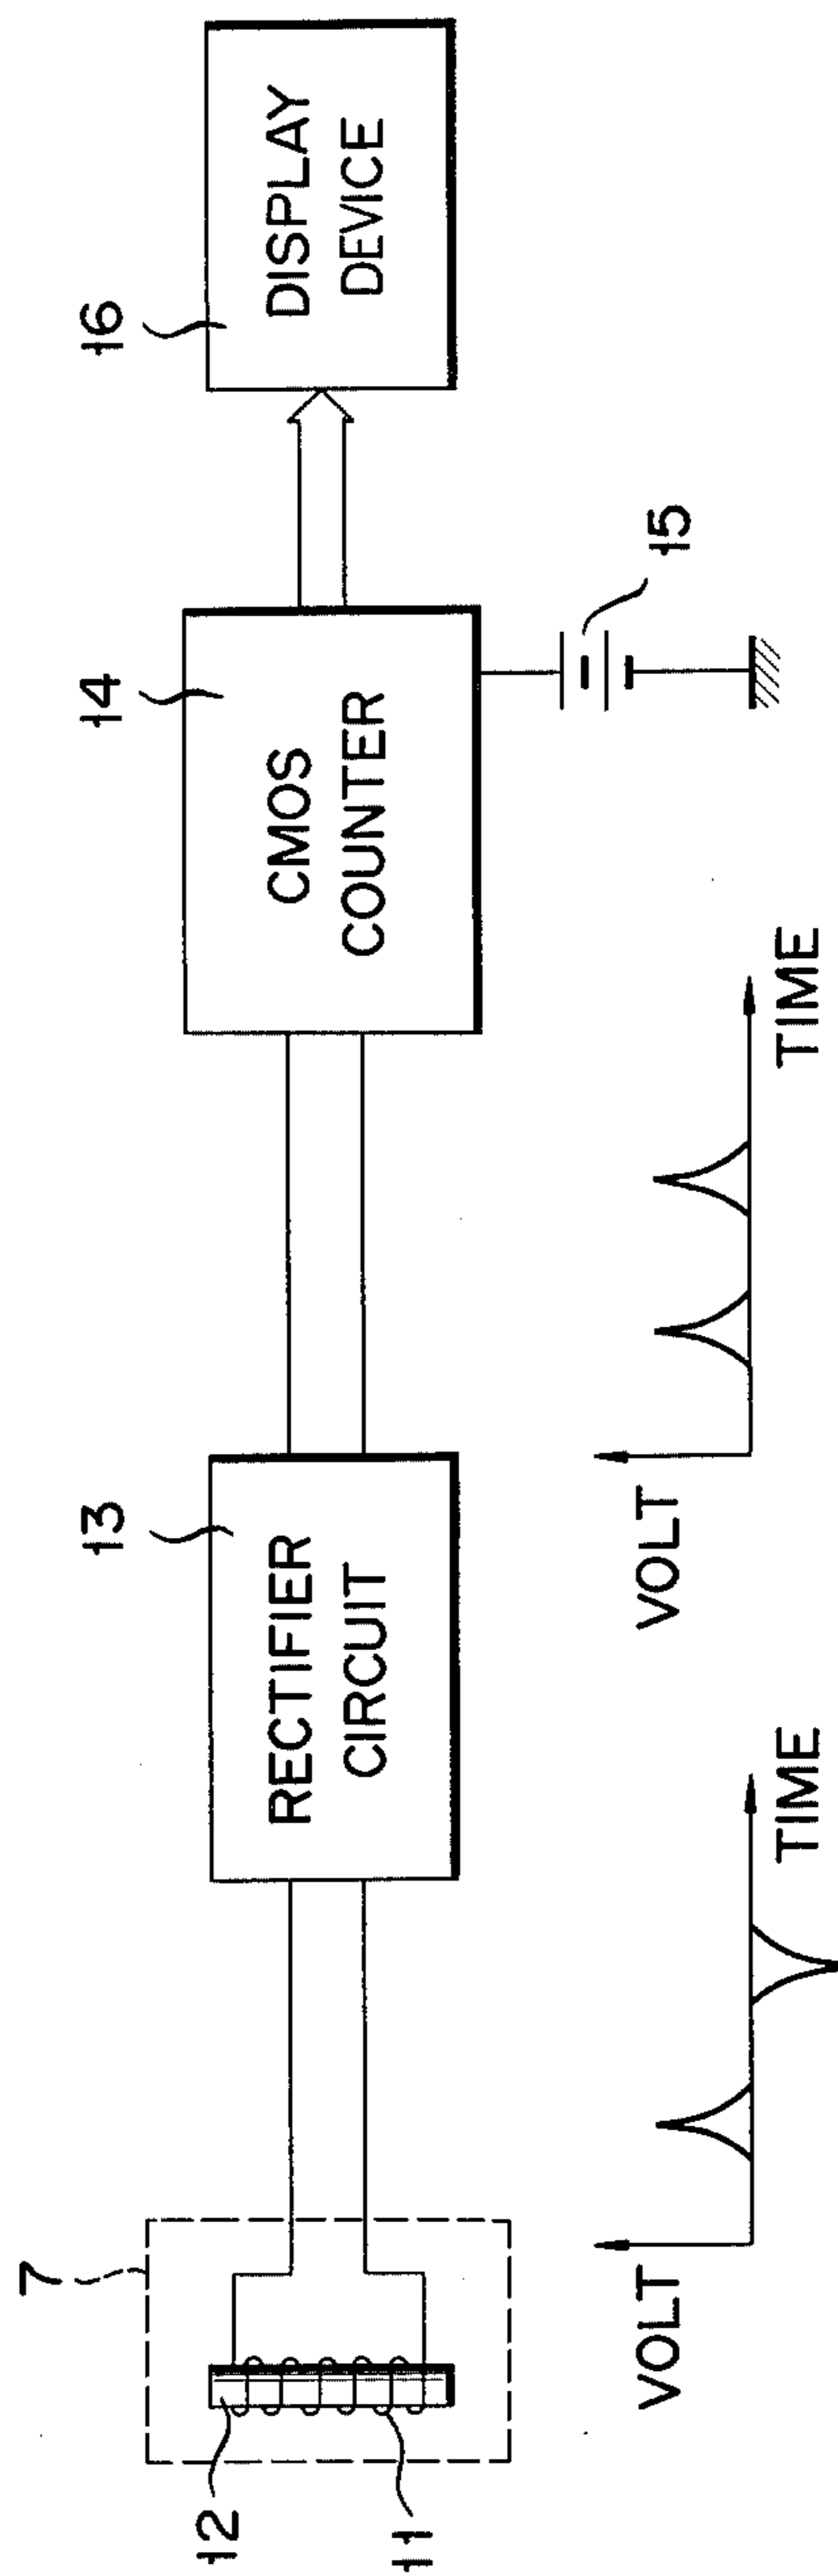 7
12
11
13
RECTIFIER
CIRCUIT
14
CMOS
COUNTER
15
16
DISPLAY
DEVICE
VOLT
TIME
VOLT
TIME